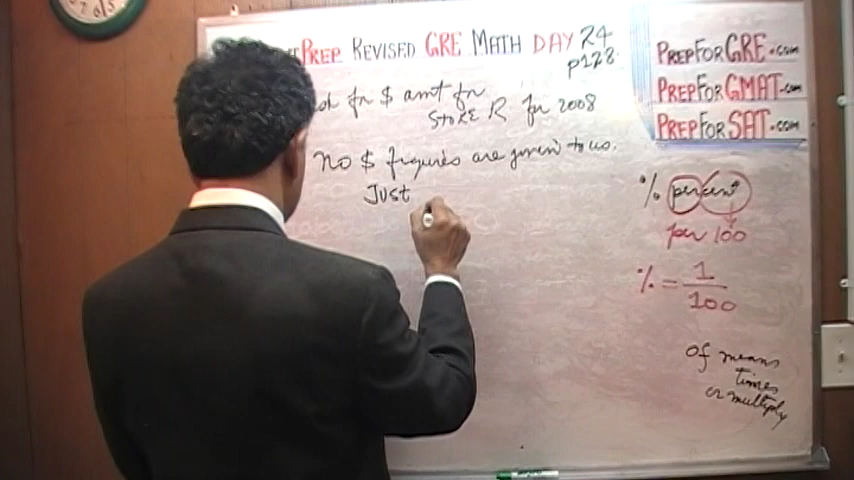 PREP REVISED GRE MATH DAY 24
p128
for $ amt for
STORE R for 2008
No $ figures are given to us.
Just
PREPFORGRE.com
PREPFORGMAT.com
PREPFORSAT.com
% percent
per 100
% = 1
100
of means
times
or multiply